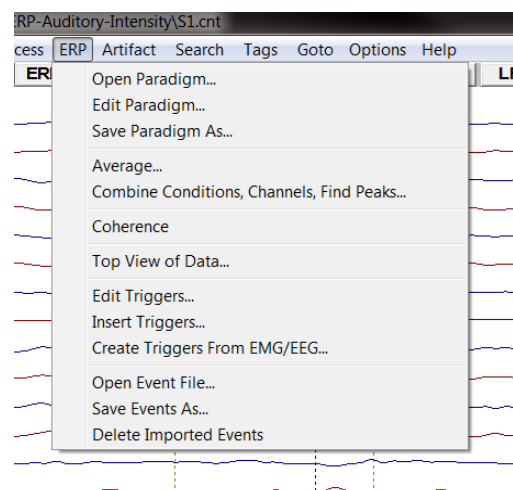 ERP-Auditory-Intensity\S1.cnt
cess ERP Artifact Search Tags Goto Options Help
ER
Open Paradigm...
Edit Paradigm...
Save Paradigm As...
Average...
Combine Conditions, Channels, Find Peaks...
Coherence
Top View of Data...
Edit Triggers...
Insert Triggers...
Create Triggers From EMG/EEG...
Open Event File...
Save Events As...
Delete Imported Events